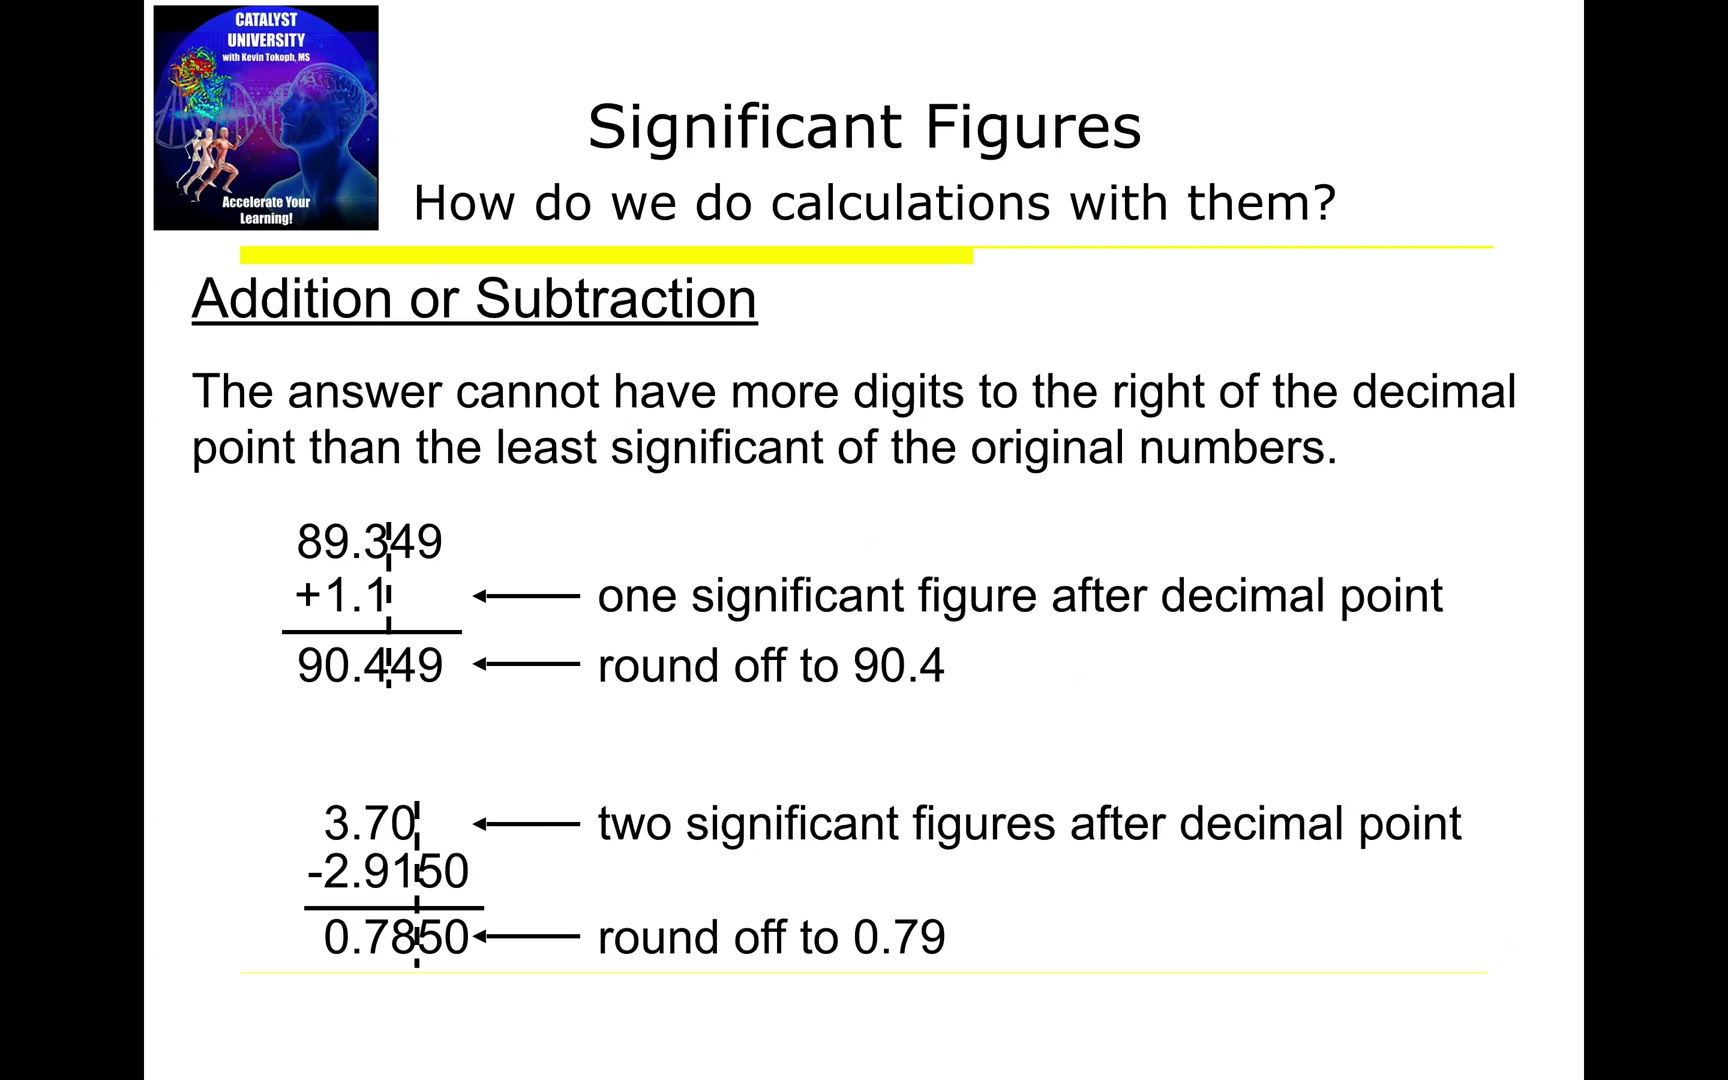 CATALYST
UNIVERSITY
with Kevin Tokoph, MS
Accelerate Your
Learning!
Significant Figures
How do we do calculations with them?
Addition or Subtraction
The answer cannot have more digits to the right of the decimal
point than the least significant of the original numbers.
89.349
+1.1 one significant figure after decimal point
90.449 round off to 90.4
3.70 two significant figures after decimal point
-2.9150
0.7850 round off to 0.79